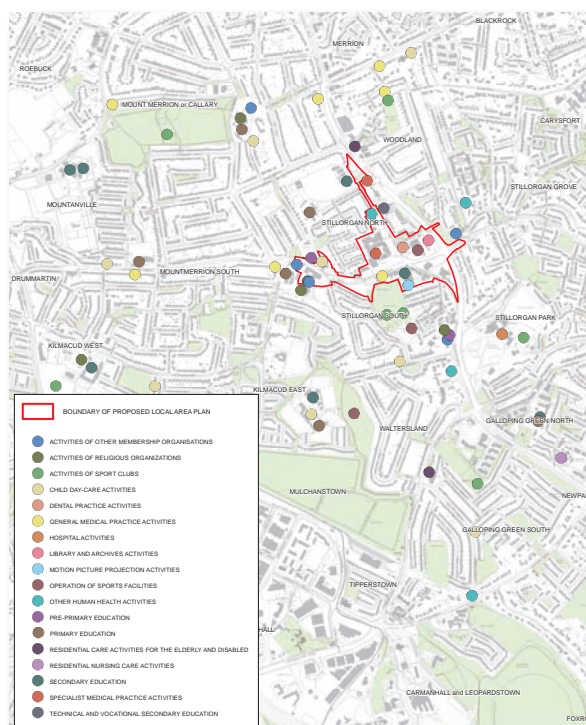 BLACKROCK
MERRION
ROEBUCK
MOUNT MERRION or CALLARY
CARYSFORT
WOODLAND
STILLORGAN GROVE
MOUNTANVILLE
STILLORGAN NORTH
DRUMMARTIN
MOUNTMERRION SOUTH
STILLORGAN SOUTH
STILLORGAN PARK
KILMACUD WEST
KILMACUD EAST
GALLOPING GREEN NORTH
WALTERSLAND
MULCHANSTOWN
NEWPA
GALLOPING GREEN SOUTH
TIPPERSTOWN
HALL
CARMANHALL and LEOPARDSTOWN
FOXR
BOUNDARY OF PROPOSED LOCAL AREA PLAN
ACTIVITIES OF OTHER MEMBERSHIP ORGANISATIONS
ACTIVITIES OF RELIGIOUS ORGANIZATIONS
ACTIVITIES OF SPORT CLUBS
CHILD DAY-CARE ACTIVITIES
DENTAL PRACTICE ACTIVITIES
GENERAL MEDICAL PRACTICE ACTIVITIES
HOSPITAL ACTIVITIES
LIBRARY AND ARCHIVES ACTIVITIES
MOTION PICTURE PROJECTION ACTIVITIES
OPERATION OF SPORTS FACILITIES
OTHER HUMAN HEALTH ACTIVITIES
PRE-PRIMARY EDUCATION
PRIMARY EDUCATION
RESIDENTIAL CARE ACTIVITIES FOR THE ELDERLY AND DISABLED
RESIDENTIAL NURSING CARE ACTIVITIES
SECONDARY EDUCATION
SPECIALIST MEDICAL PRACTICE ACTIVITIES
TECHNICAL AND VOCATIONAL SECONDARY EDUCATION